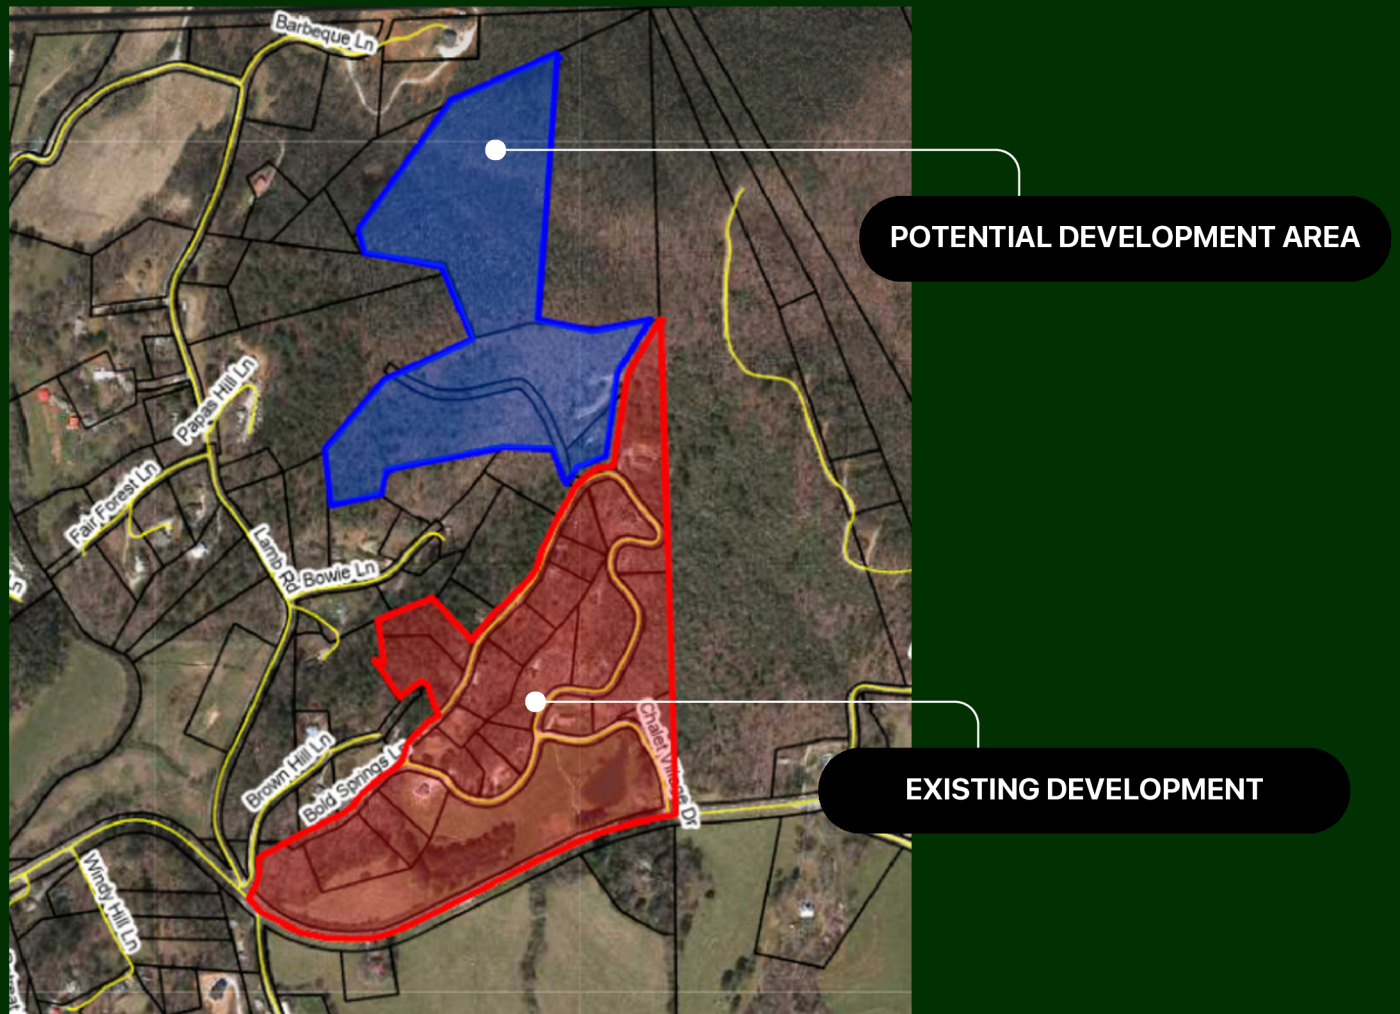 Barbeque Ln
POTENTIAL DEVELOPMENT AREA
Papas Hill Ln
Fair Forest Ln
Lamb Rd
Bowie Ln
Ln
Chalet Village Dr
Brown Hill Ln
Bold Springs Ln
EXISTING DEVELOPMENT
Windy Hill Ln